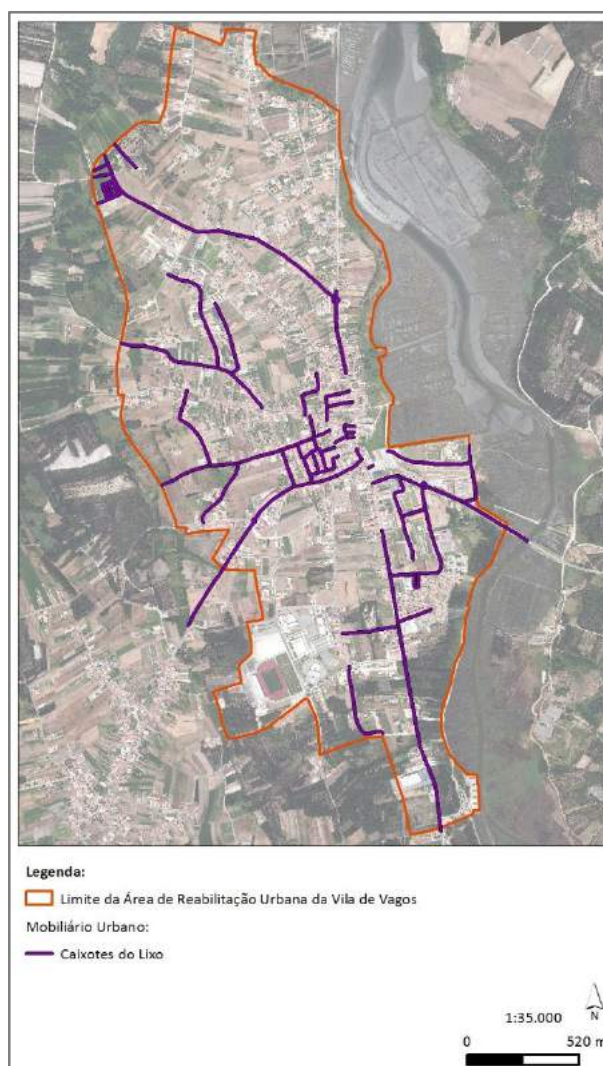 Legenda:
Limite da Área de Reabilitação Urbana da Vila de Vagos
Mobiliário Urbano:
Caixotes do Lixo
1:35.000
N
0 520 m